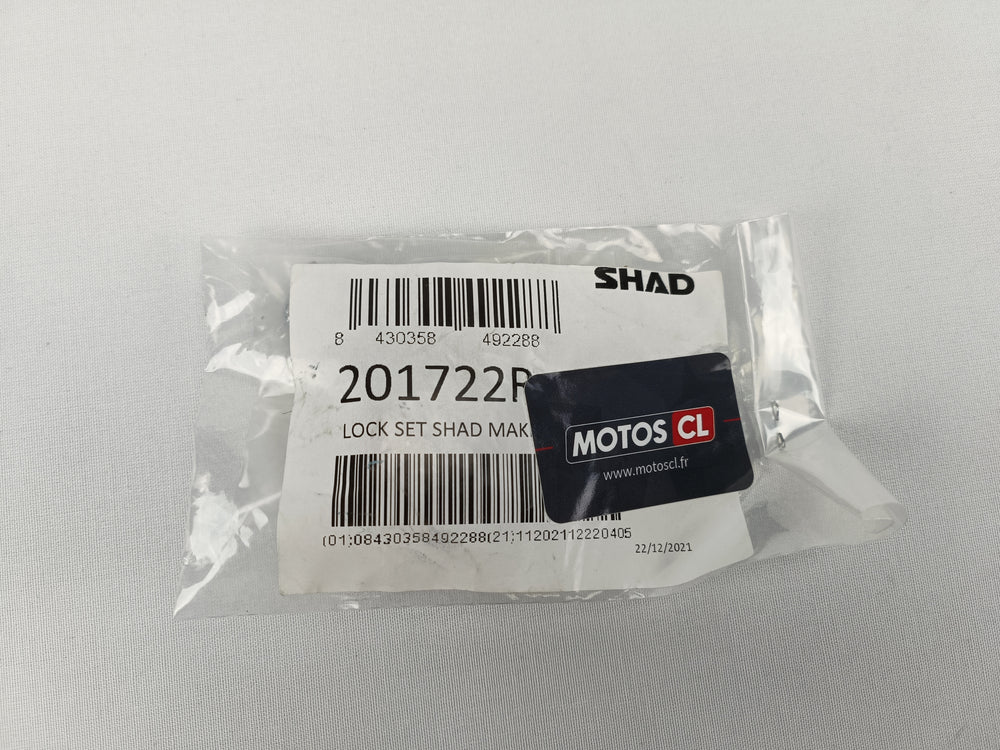 SHAD
8 430358 492288
201722R
LOCK SET SHAD
MOTOS CL
www.motoscl.fr
(01)08430358492288(21)11202112220405
22/12/2021